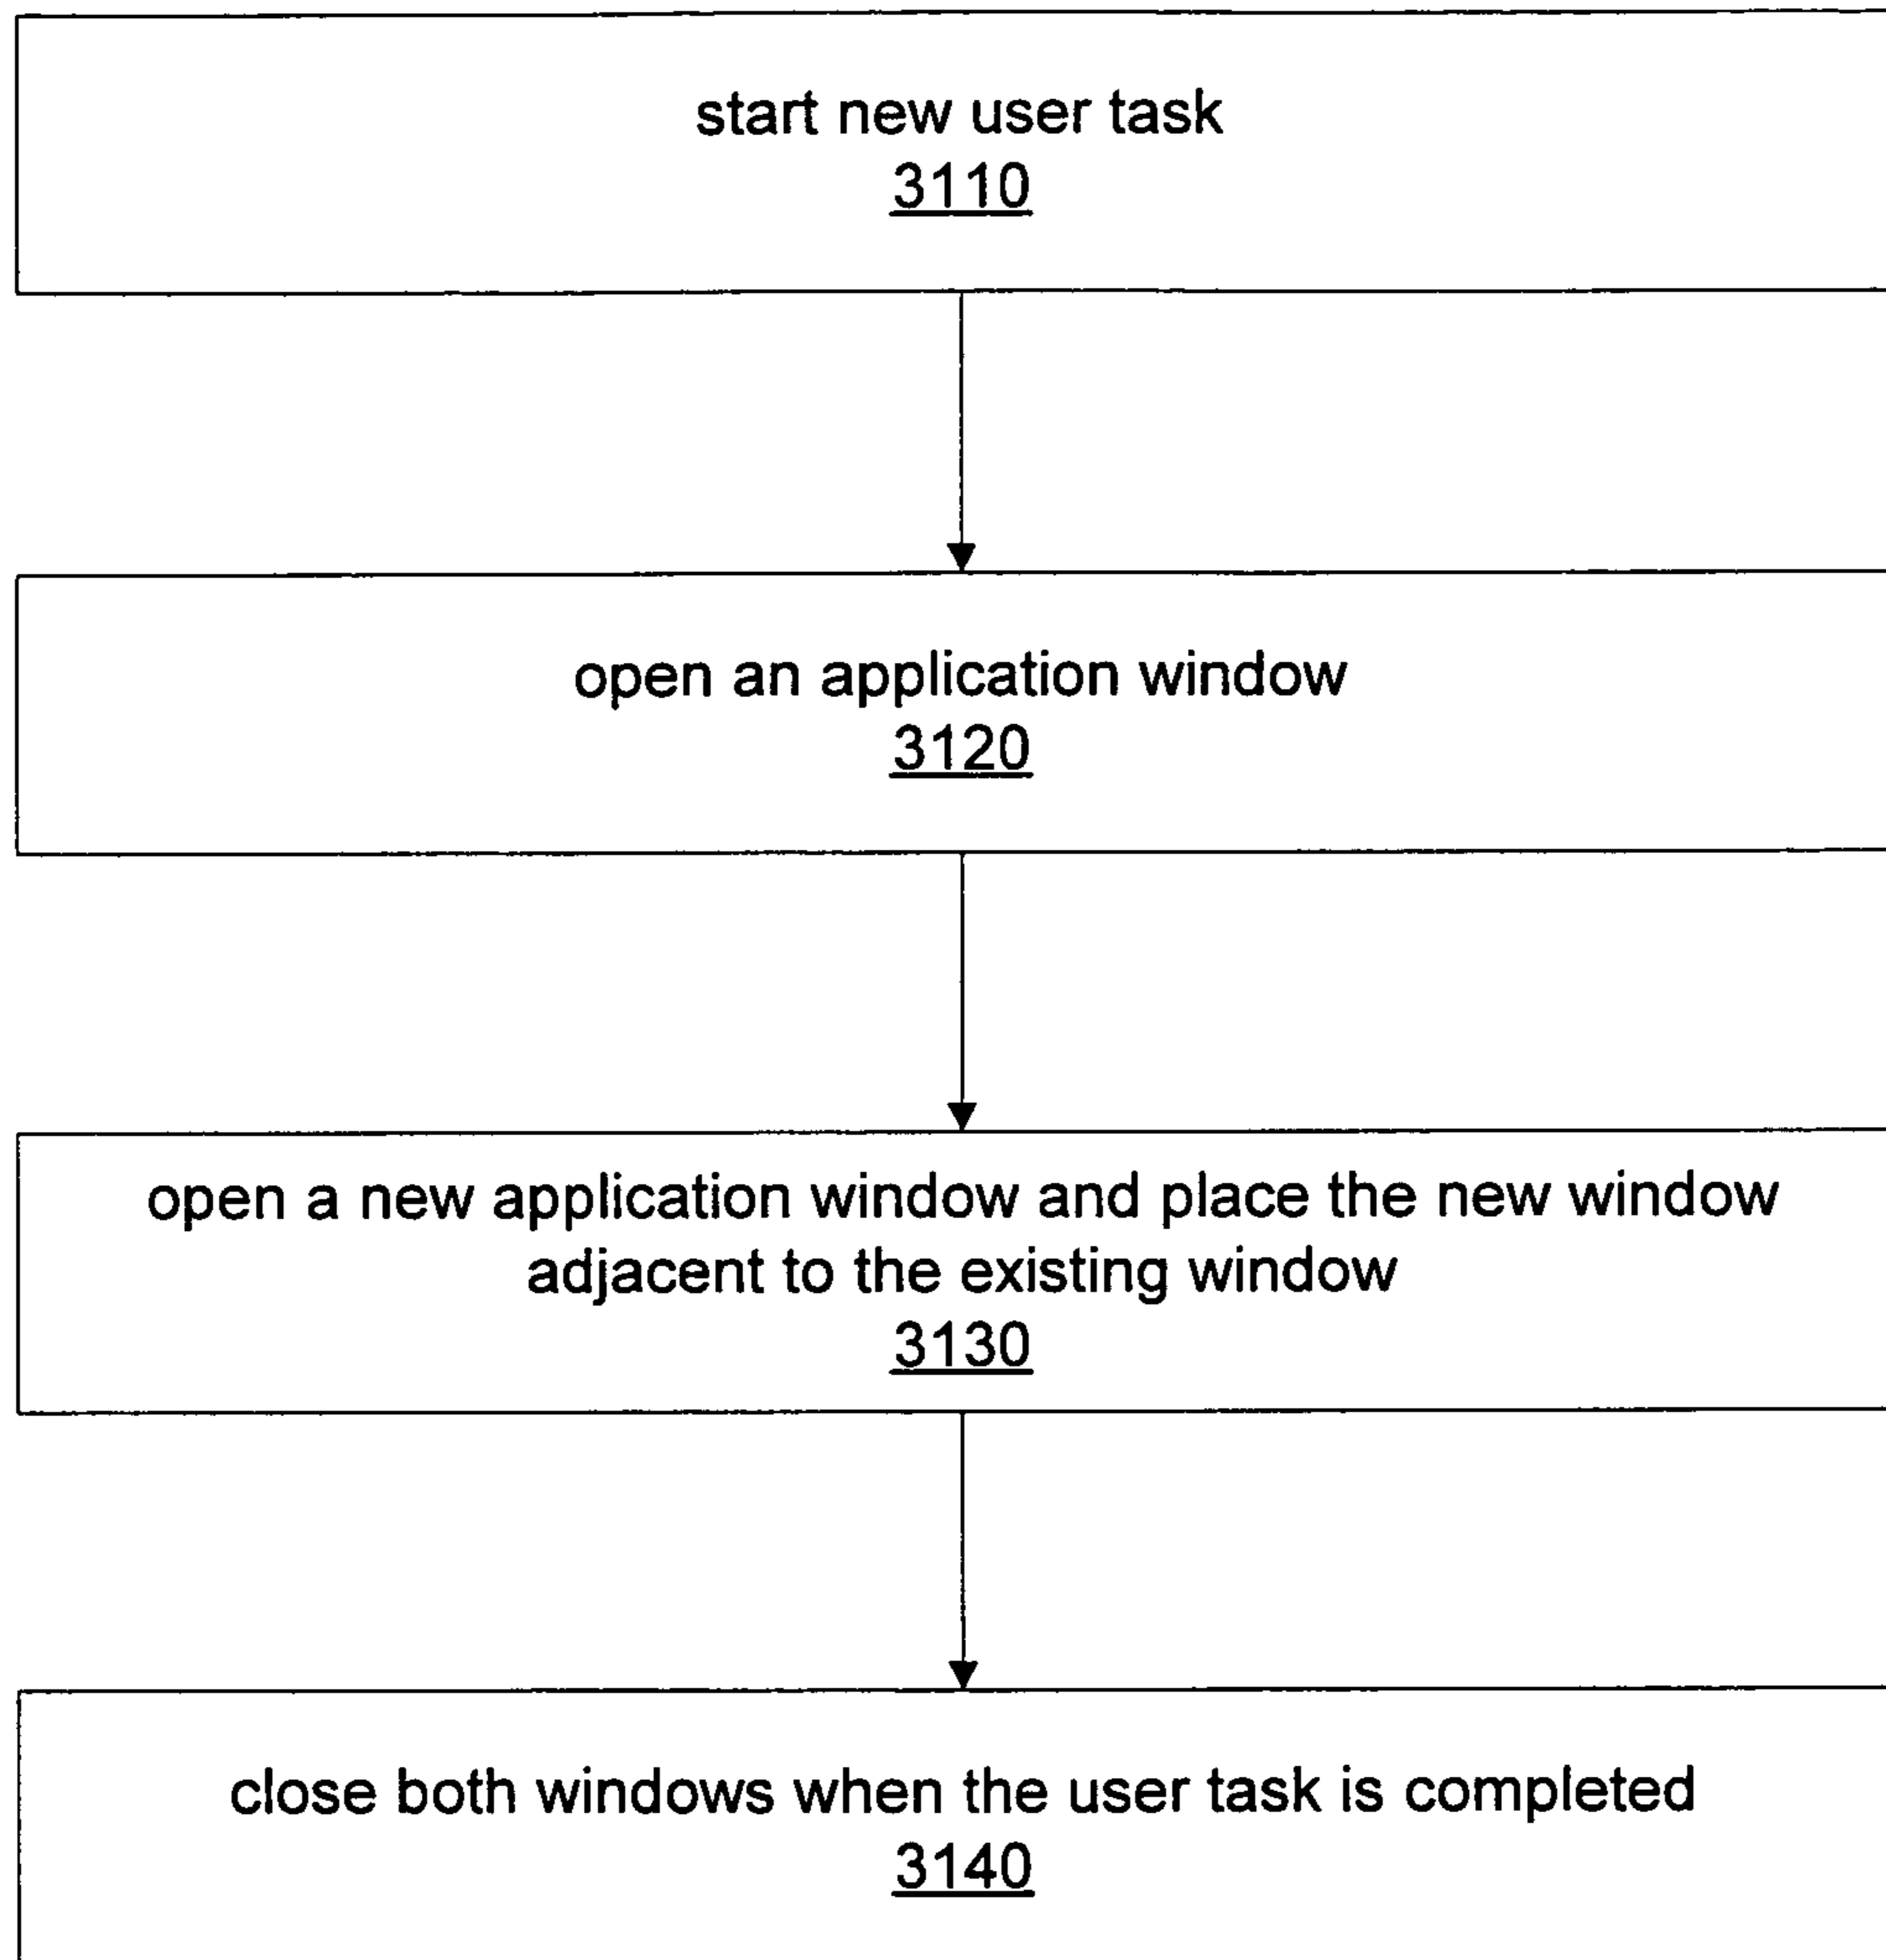 start new user task
3110
open an application window
3120
open a new application window and place the new window
adjacent to the existing window
3130
close both windows when the user task is completed
3140